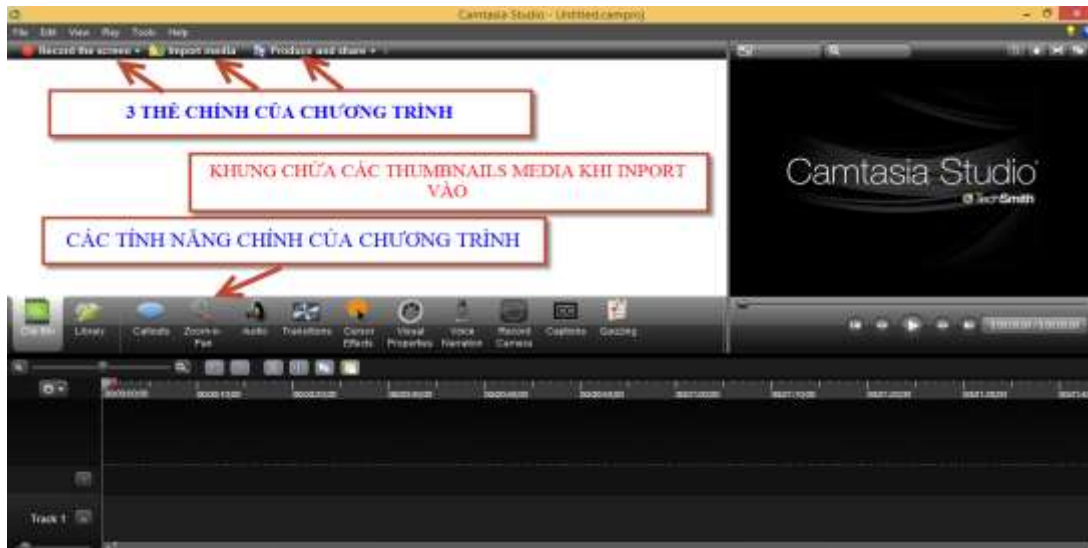 Camtasia Studio - Untitled.camproj
File Edit View Play Tools Help
Record the screen Import media Produce and share
3 THẺ CHÍNH CỦA CHƯƠNG TRÌNH
KHUNG CHỨA CÁC THUMBNAILS MEDIA KHI INPORT
VÀO
CÁC TÍNH NĂNG CHÍNH CỦA CHƯƠNG TRÌNH
Camtasia Studio
TechSmith
Clip Bin Library Callouts Zoom-n-Pan Audio Transitions Cursor Effects Visual Properties Voice Narration Record Camera Captions Quizzing
Track 1